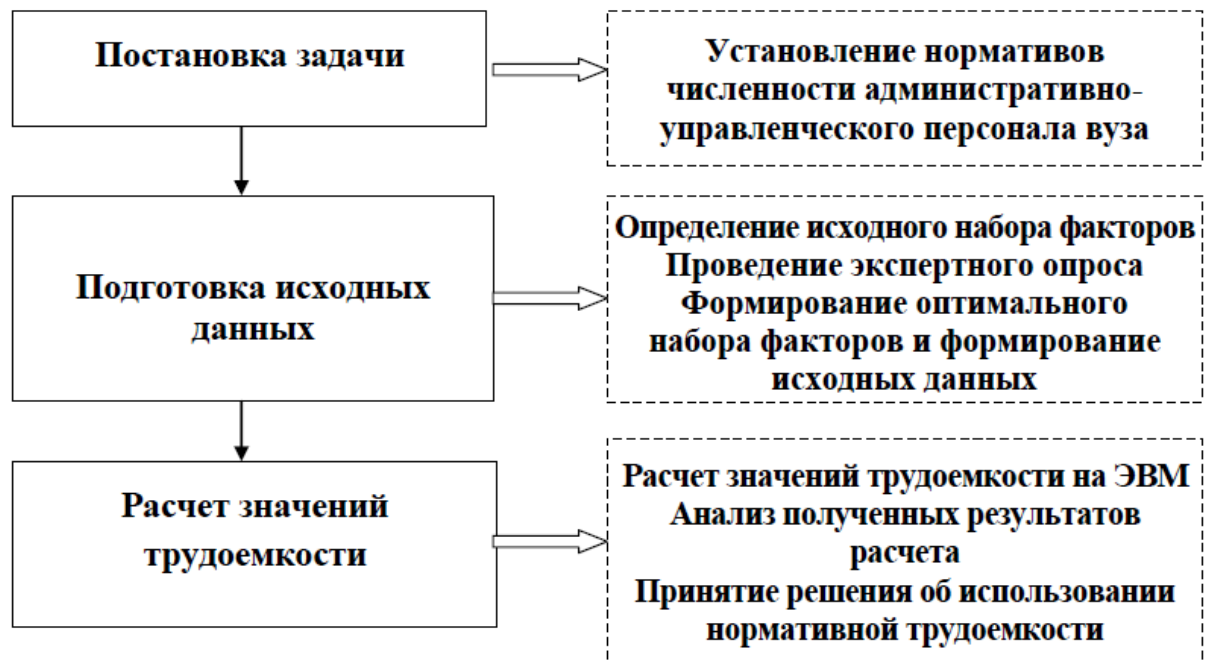 Постановка задачи
Установление нормативов
численности административно-
управленческого персонала вуза
Подготовка исходных
данных
Определение исходного набора факторов
Проведение экспертного опроса
Формирование оптимального
набора факторов и формирование
исходных данных
Расчет значений
трудоемкости
Расчет значений трудоемкости на ЭВМ
Анализ полученных результатов
расчета
Принятие решения об использовании
нормативной трудоемкости